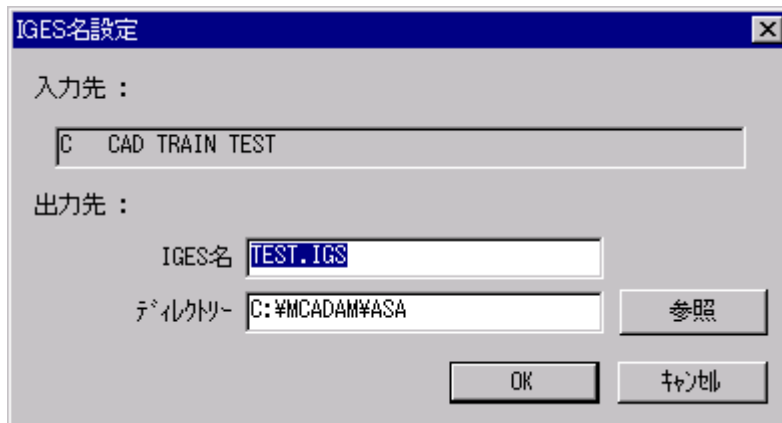 IGES名設定
入力先：
C   CAD TRAIN TEST
出力先：
IGES名 TEST.IGS
ﾃﾞｨﾚｸﾄﾘｰ C:¥MCADAM¥ASA 参照
OK ｷｬﾝｾﾙ